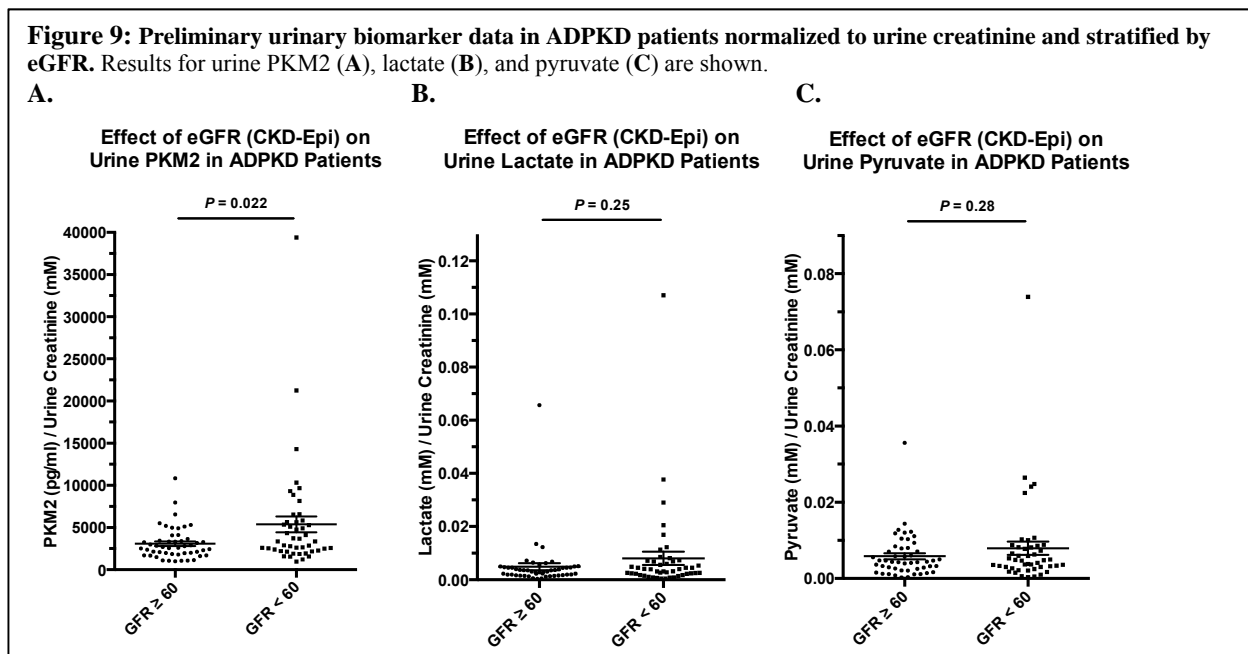 Figure 9: Preliminary urinary biomarker data in ADPKD patients normalized to urine creatinine and stratified by
eGFR. Results for urine PKM2 (A), lactate (B), and pyruvate (C) are shown.
A.
Effect of eGFR (CKD-Epi) on
Urine PKM2 in ADPKD Patients
P = 0.022
PKM2 (pg/ml) / Urine Creatinine (mM)
40000
35000
30000
25000
20000
15000
10000
5000
0
GFR ≥ 60
GFR < 60
B.
Effect of eGFR (CKD-Epi) on
Urine Lactate in ADPKD Patients
P = 0.25
Lactate (mM) / Urine Creatinine (mM)
0.12
0.10
0.08
0.06
0.04
0.02
0.00
GFR ≥ 60
GFR < 60
C.
Effect of eGFR (CKD-Epi) on
Urine Pyruvate in ADPKD Patients
P = 0.28
Pyruvate (mM) / Urine Creatinine (mM)
0.08
0.06
0.04
0.02
0.00
GFR ≥ 60
GFR < 60